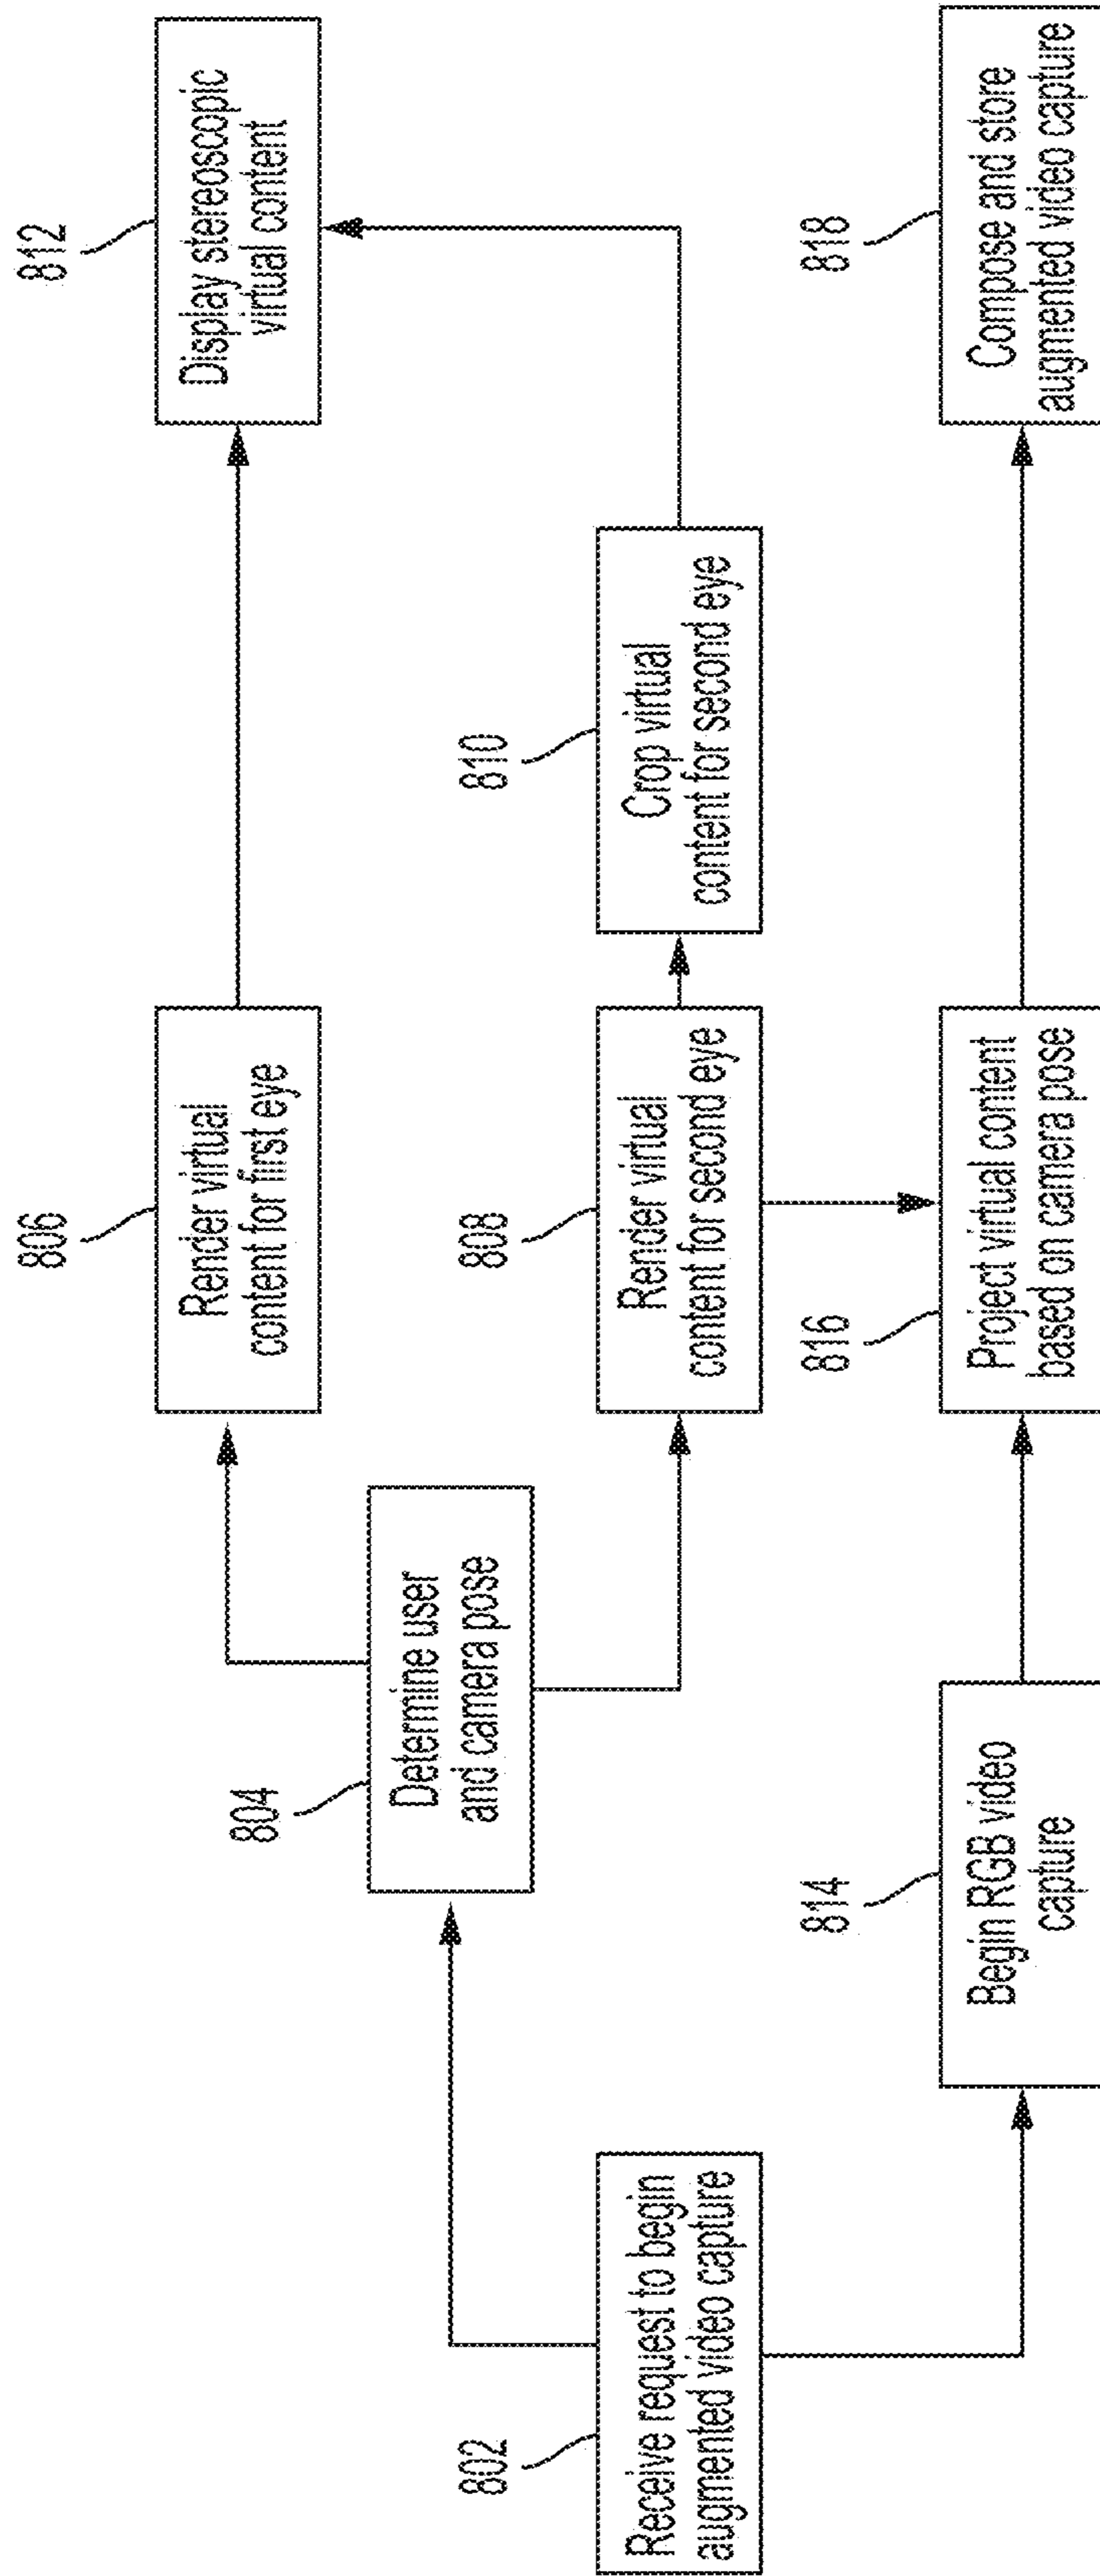 802
Receive request to begin
augmented video capture
804
Determine user
and camera pose
806
Render virtual
content for first eye
808
Render virtual
content for second eye
810
Crop virtual
content for second eye
812
Display stereoscopic
virtual content
814
Begin RGB video
capture
816
Project virtual content
based on camera pose
818
Compose and store
augmented video capture